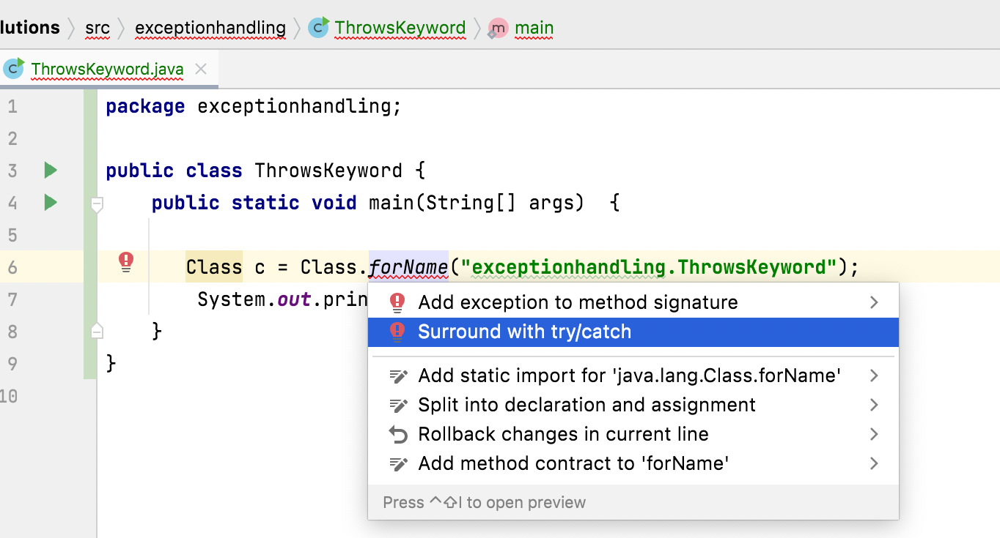 lutions src exceptionhandling C ThrowsKeyword m main
C ThrowsKeyword.java
1 package exceptionhandling;
2
3 public class ThrowsKeyword {
4 public static void main(String[] args)  {
5
6 Class c = Class.forName("exceptionhandling.ThrowsKeyword");
7 System.out.prin
8 }
9 }
10
Add exception to method signature
Surround with try/catch
Add static import for 'java.lang.Class.forName'
Split into declaration and assignment
Rollback changes in current line
Add method contract to 'forName'
Press ^⇧I to open preview